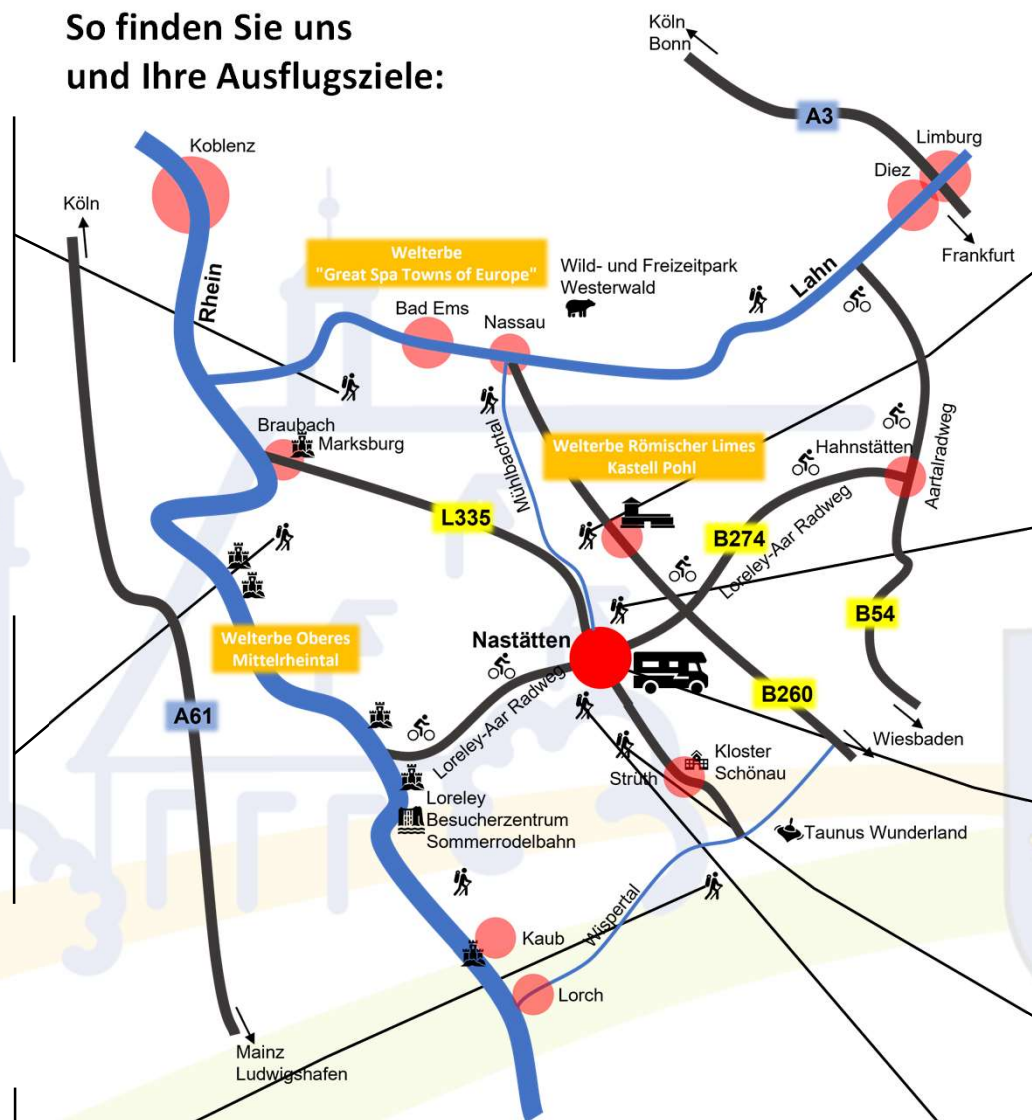 So finden Sie uns
und Ihre Ausflugsziele:
Köln
Bonn
A3
Limburg
Diez
Koblenz
Köln
Frankfurt
Welterbe
"Great Spa Towns of Europe"
Wild- und Freizeitpark
Westerwald
Lahn
Rhein
Bad Ems
Nassau
Braubach
Marksburg
Mühlbachtal
Welterbe Römischer Limes
Kastell Pohl
Hahnstätten
Aartalradweg
L335
B274
Loreley-Aar Radweg
B54
Welterbe Oberes
Mittelrheintal
Nastätten
A61
Loreley-Aar Radweg
B260
Wiesbaden
Kloster
Schönau
Strüth
Loreley
Besucherzentrum
Sommerrodelbahn
Taunus Wunderland
Wispertal
Kaub
Lorch
Mainz
Ludwigshafen